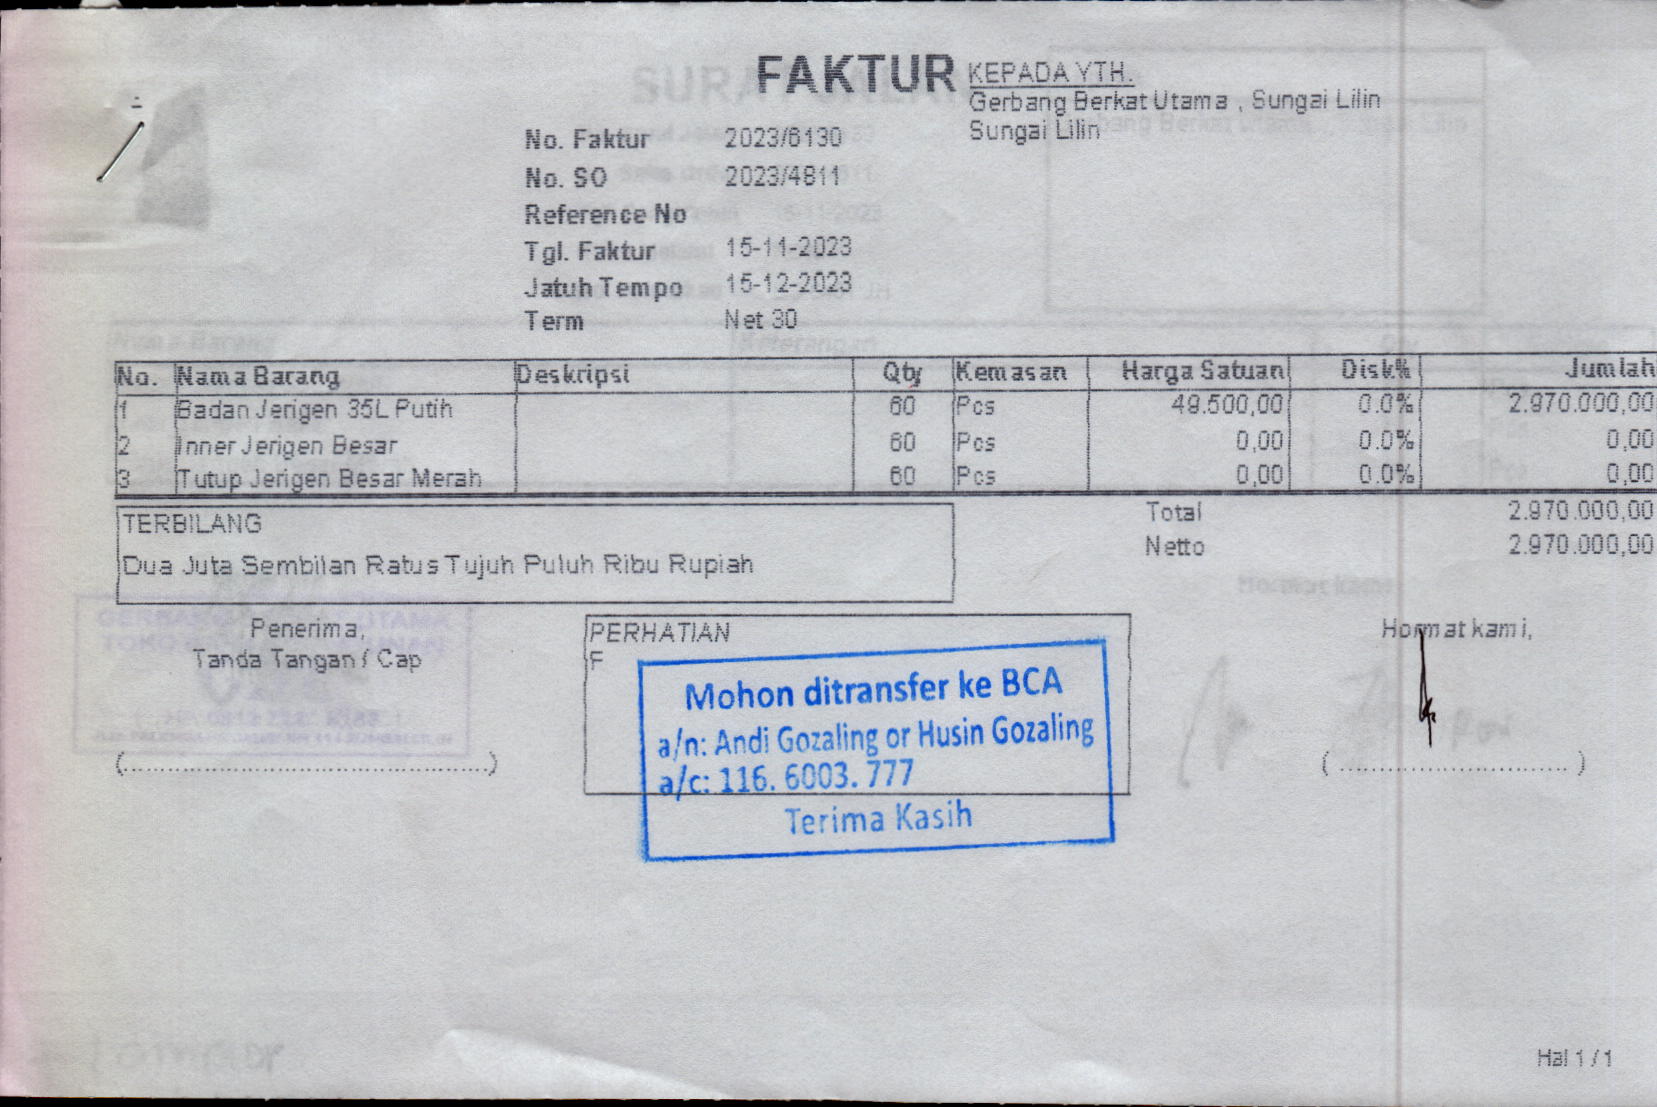 FAKTUR
KEPADA YTH.
Gerbang Berkat Utama , Sungai Lilin
Sungai Lilin
No. Faktur 2023/6130
No. SO 2023/4811
Reference No
Tgl. Faktur 15-11-2023
Jatuh Tempo 15-12-2023
Term Net 30
No. Nama Barang Deskripsi Qty Kemasan Harga Satuan Disk% Jumlah
1 Badan Jerigen 35L Putih 60 Pcs 49.500,00 0.0% 2.970.000,00
2 Inner Jerigen Besar 60 Pcs 0,00 0.0% 0,00
3 Tutup Jerigen Besar Merah 60 Pcs 0,00 0.0% 0,00
Total 2.970.000,00
Netto 2.970.000,00
TERBILANG
Dua Juta Sembilan Ratus Tujuh Puluh Ribu Rupiah
Penerima,
Tanda Tangan / Cap
(................................................)
PERHATIAN
F
Mohon ditransfer ke BCA
a/n: Andi Gozaling or Husin Gozaling
a/c: 116. 6003. 777
Terima Kasih
Hormat kami,
( .............................. )
Hal 1 / 1